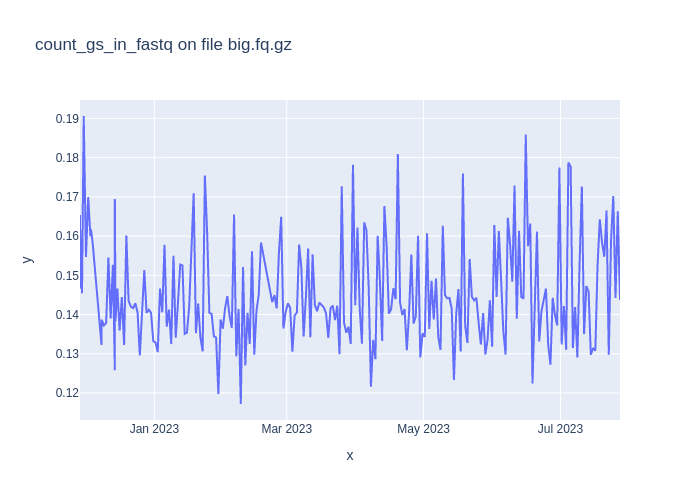 count_gs_in_fastq on file big.fq.gz
0.19
0.18
0.17
0.16
0.15
0.14
0.13
0.12
y
Jan 2023
Mar 2023
May 2023
Jul 2023
x